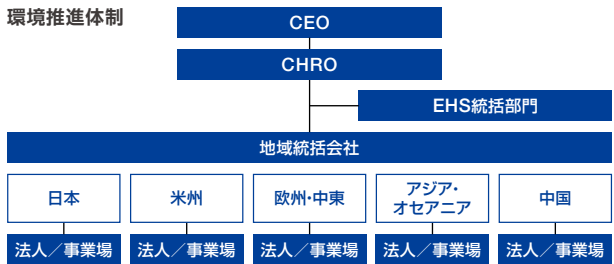 環境推進体制
CEO
CHRO
EHS統括部門
地域統括会社
日本
米州
欧州・中東
アジア・
オセアニア
中国
法人／事業場
法人／事業場
法人／事業場
法人／事業場
法人／事業場